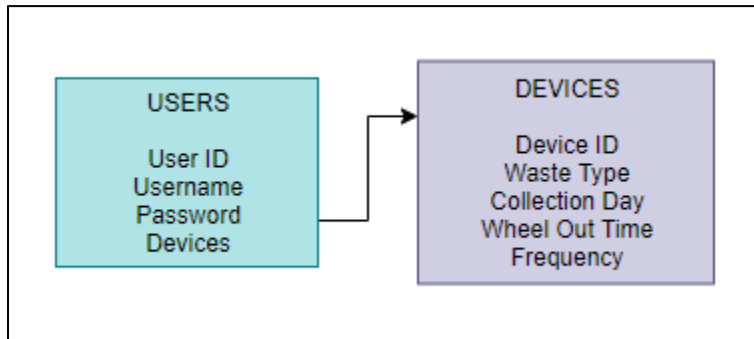 USERS
User ID
Username
Password
Devices
DEVICES
Device ID
Waste Type
Collection Day
Wheel Out Time
Frequency